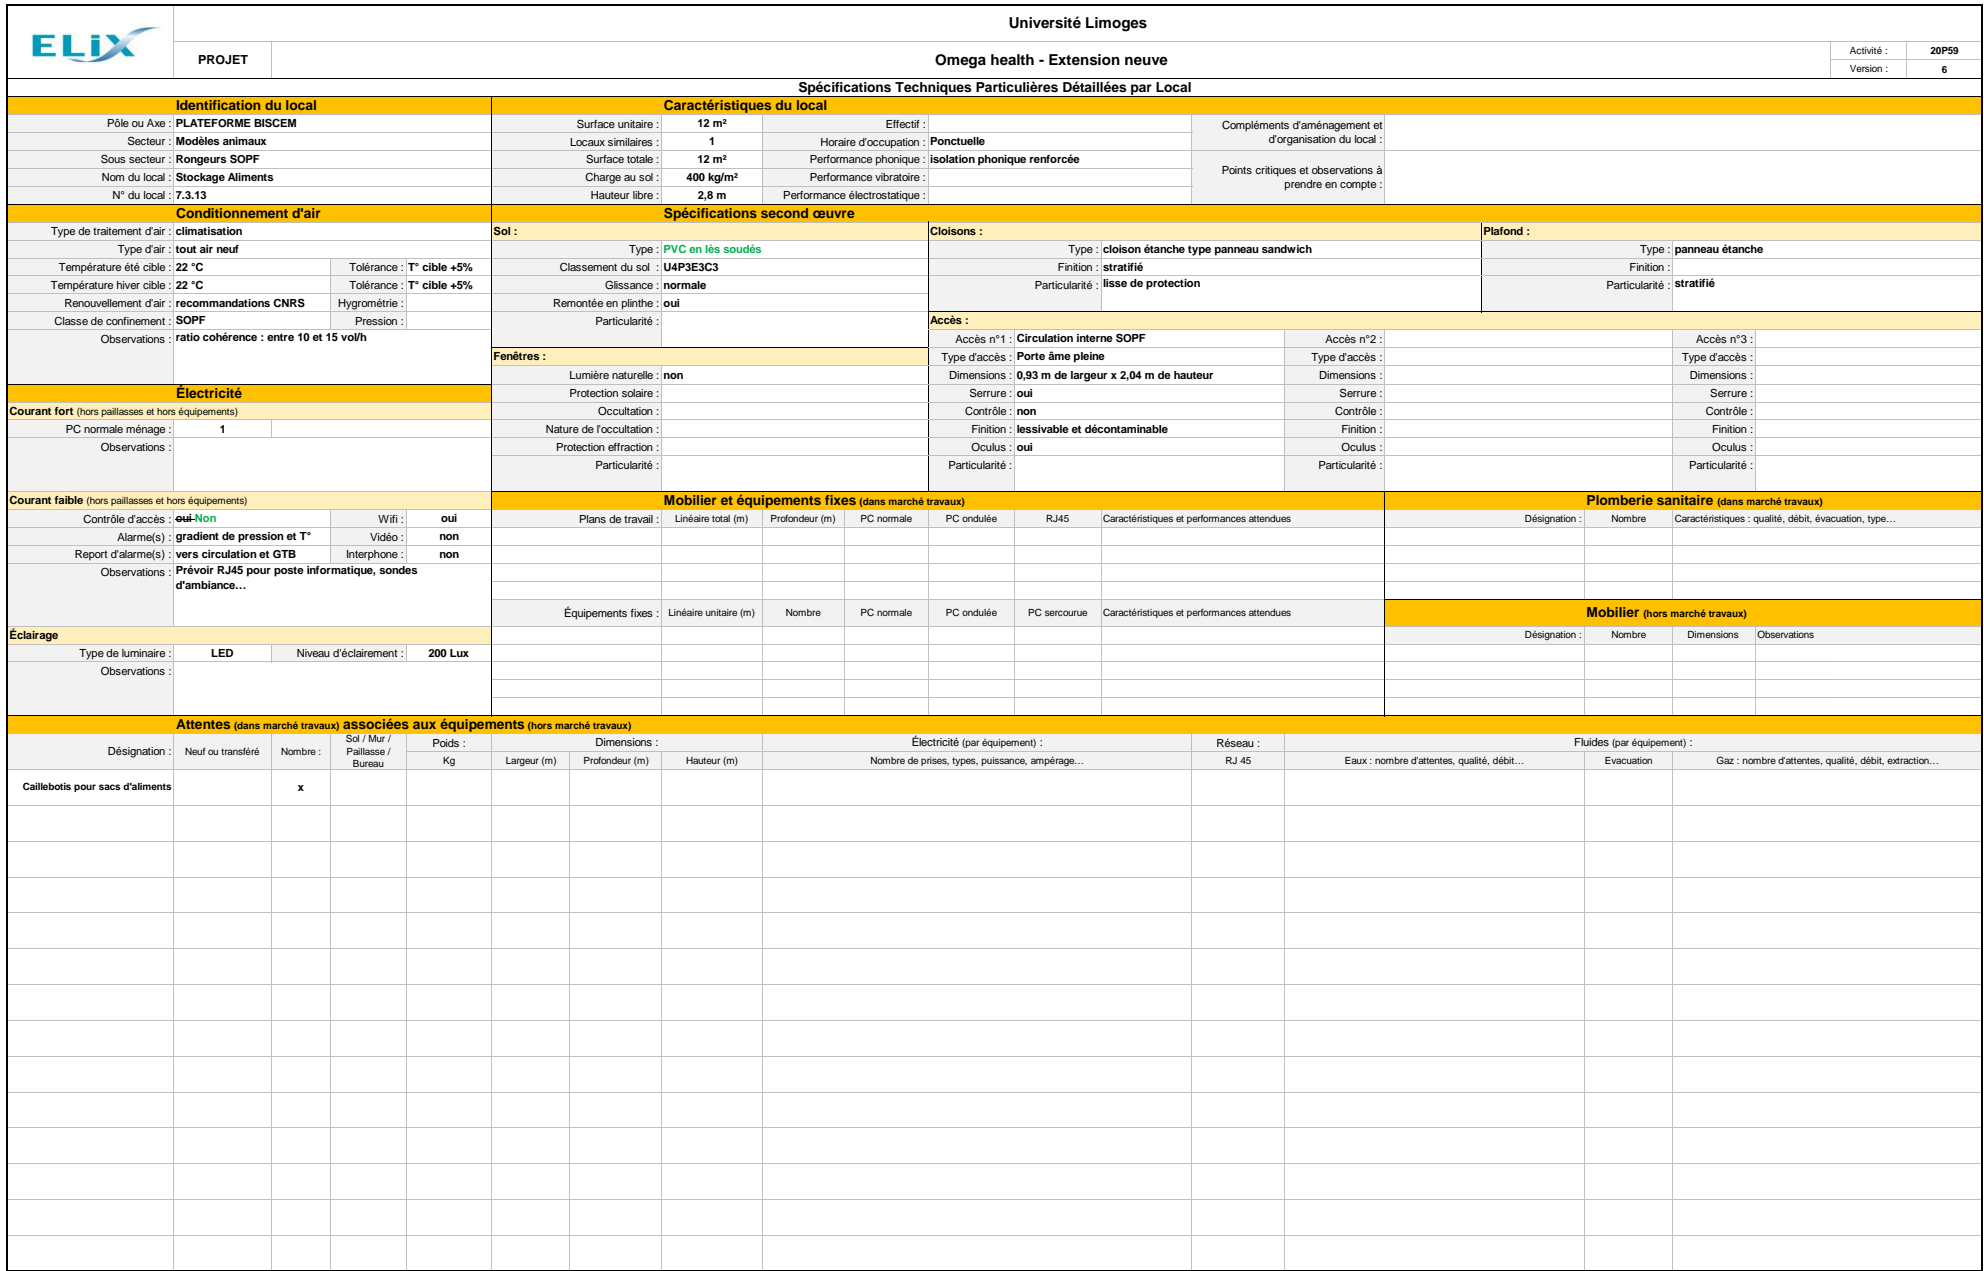 ELiX
Université Limoges
PROJET
Omega health - Extension neuve
Activité : 20P59
Version : 6
Spécifications Techniques Particulières Détaillées par Local
Identification du local
Pôle ou Axe : PLATEFORME BISCEM
Secteur : Modèles animaux
Sous secteur : Rongeurs SOPF
Nom du local : Stockage Aliments
N° du local : 7.3.13
Caractéristiques du local
Surface unitaire : 12 m² Effectif :
Locaux similaires : 1 Horaire d'occupation : Ponctuelle
Surface totale : 12 m² Performance phonique : isolation phonique renforcée
Charge au sol : 400 kg/m² Performance vibratoire :
Hauteur libre : 2,8 m Performance électrostatique :
Compléments d'aménagement et
d'organisation du local :
Points critiques et observations à
prendre en compte :
Conditionnement d'air
Type de traitement d'air : climatisation
Type d'air : tout air neuf
Température été cible : 22 °C Tolérance : T° cible +5%
Température hiver cible : 22 °C Tolérance : T° cible +5%
Renouvellement d'air : recommandations CNRS Hygrométrie :
Classe de confinement : SOPF Pression :
Observations : ratio cohérence : entre 10 et 15 vol/h
Spécifications second œuvre
Sol :
Type : PVC en lès soudés
Classement du sol : U4P3E3C3
Glissance : normale
Remontée en plinthe : oui
Particularité :
Cloisons :
Type : cloison étanche type panneau sandwich
Finition : stratifié
Particularité : lisse de protection
Plafond :
Type : panneau étanche
Finition :
Particularité : stratifié
Fenêtres :
Lumière naturelle : non
Protection solaire :
Occultation :
Nature de l'occultation :
Protection effraction :
Particularité :
Accès :
Accès n°1 : Circulation interne SOPF Accès n°2 : Accès n°3 :
Type d'accès : Porte âme pleine Type d'accès : Type d'accès :
Dimensions : 0,93 m de largeur x 2,04 m de hauteur Dimensions : Dimensions :
Serrure : oui Serrure : Serrure :
Contrôle : non Contrôle : Contrôle :
Finition : lessivable et décontaminable Finition : Finition :
Oculus : oui Oculus : Oculus :
Particularité : Particularité : Particularité :
Électricité
Courant fort (hors paillasses et hors équipements)
PC normale ménage : 1
Observations :
Courant faible (hors paillasses et hors équipements)
Contrôle d'accès : oui Non Wifi : oui
Alarme(s) : gradient de pression et T° Vidéo : non
Report d'alarme(s) : vers circulation et GTB Interphone : non
Observations : Prévoir RJ45 pour poste informatique, sondes
d'ambiance…
Éclairage
Type de luminaire : LED Niveau d'éclairement : 200 Lux
Observations :
Mobilier et équipements fixes (dans marché travaux)
Plans de travail : Linéaire total (m) Profondeur (m) PC normale PC ondulée RJ45 Caractéristiques et performances attendues
Équipements fixes : Linéaire unitaire (m) Nombre PC normale PC ondulée PC sercourue Caractéristiques et performances attendues
Plomberie sanitaire (dans marché travaux)
Désignation : Nombre Caractéristiques : qualité, débit, évacuation, type…
Mobilier (hors marché travaux)
Désignation : Nombre Dimensions Observations
Attentes (dans marché travaux) associées aux équipements (hors marché travaux)
Désignation : Neuf ou transféré Nombre : Sol / Mur /
Paillasse /
Bureau
Poids : Dimensions : Électricité (par équipement) : Réseau : Fluides (par équipement) :
Kg Largeur (m) Profondeur (m) Hauteur (m) Nombre de prises, types, puissance, ampérage… RJ 45 Eaux : nombre d'attentes, qualité, débit… Evacuation Gaz : nombre d'attentes, qualité, débit, extraction…
Caillebotis pour sacs d'aliments x